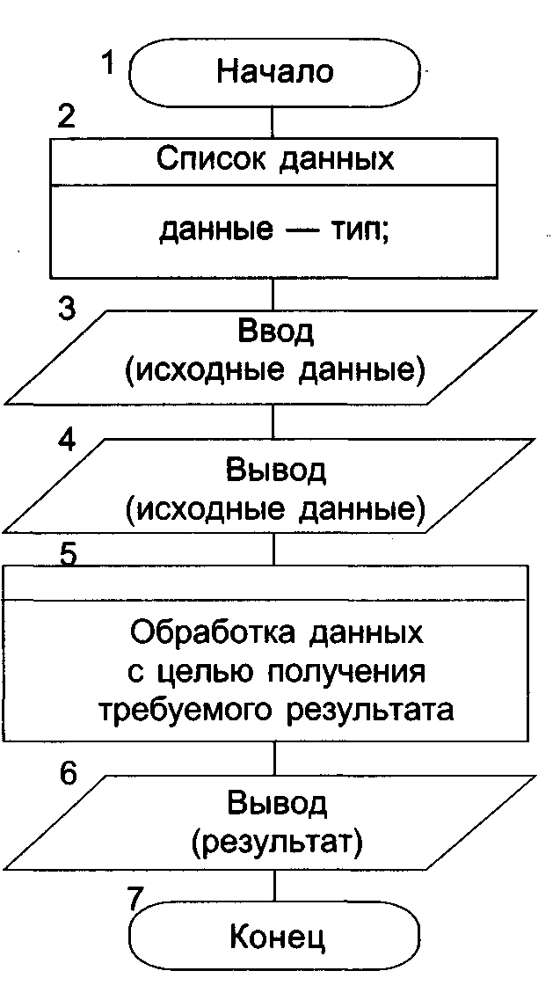 1
Начало
2
Список данных
данные — тип;
3
Ввод
(исходные данные)
4
Вывод
(исходные данные)
5
Обработка данных
с целью получения
требуемого результата
6
Вывод
(результат)
7
Конец